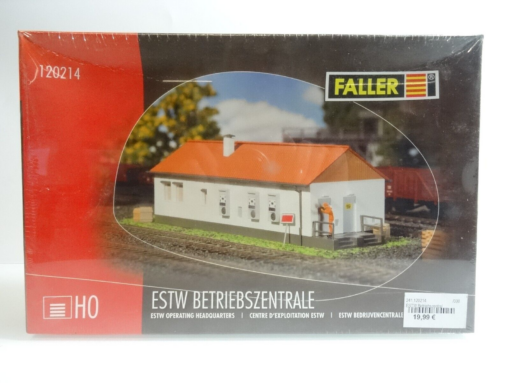 120214
FALLER
H0
ESTW BETRIEBSZENTRALE
ESTW OPERATING HEADQUARTERS | CENTRE D'EXPLOITATION ESTW | ESTW BEDRIJVENCENTRALE
19,99 €